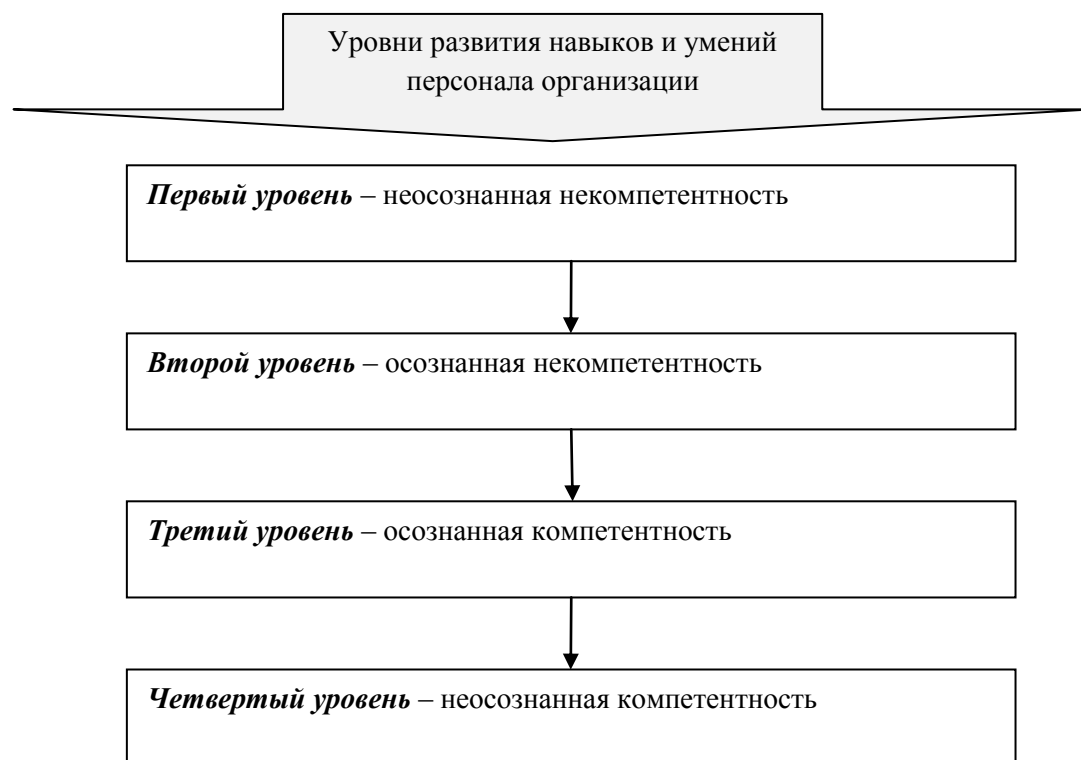 Уровни развития навыков и умений
персонала организации
Первый уровень – неосознанная некомпетентность
Второй уровень – осознанная некомпетентность
Третий уровень – осознанная компетентность
Четвертый уровень – неосознанная компетентность